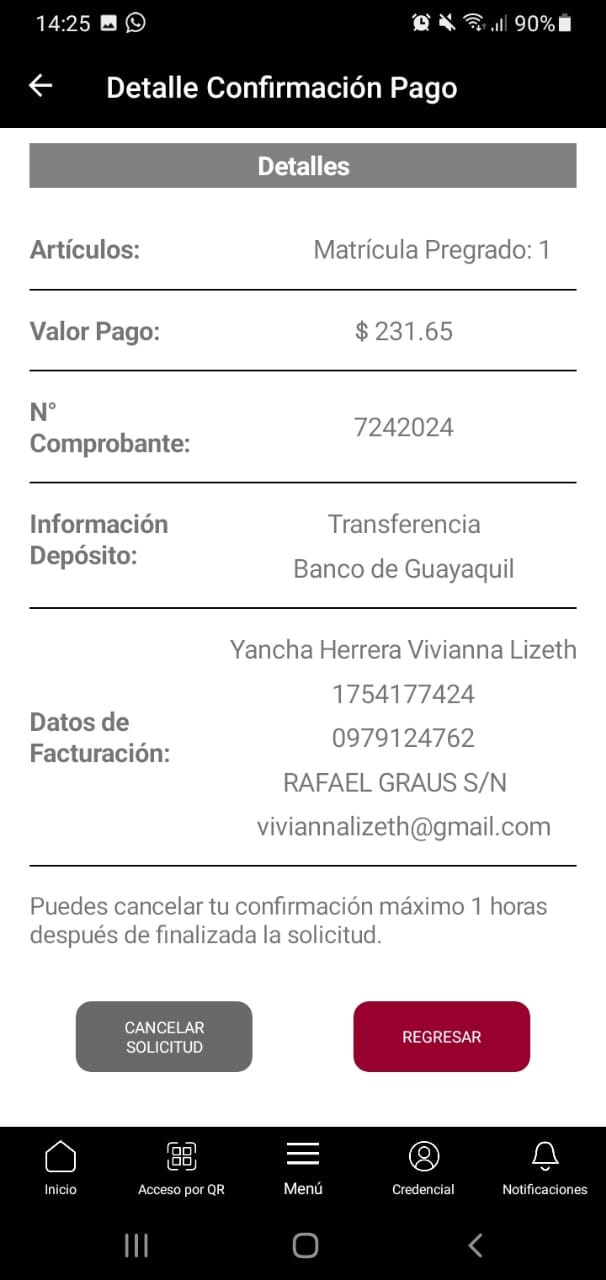 14:25 90%
Detalle Confirmación Pago
Detalles
Artículos: Matrícula Pregrado: 1
Valor Pago: $ 231.65
N°
Comprobante: 7242024
Información
Depósito:
Transferencia
Banco de Guayaquil
Datos de
Facturación:
Yancha Herrera Vivianna Lizeth
1754177424
0979124762
RAFAEL GRAUS S/N
viviannalizeth@gmail.com
Puedes cancelar tu confirmación máximo 1 horas
después de finalizada la solicitud.
CANCELAR
SOLICITUD
REGRESAR
Inicio Acceso por QR Menú Credencial Notificaciones